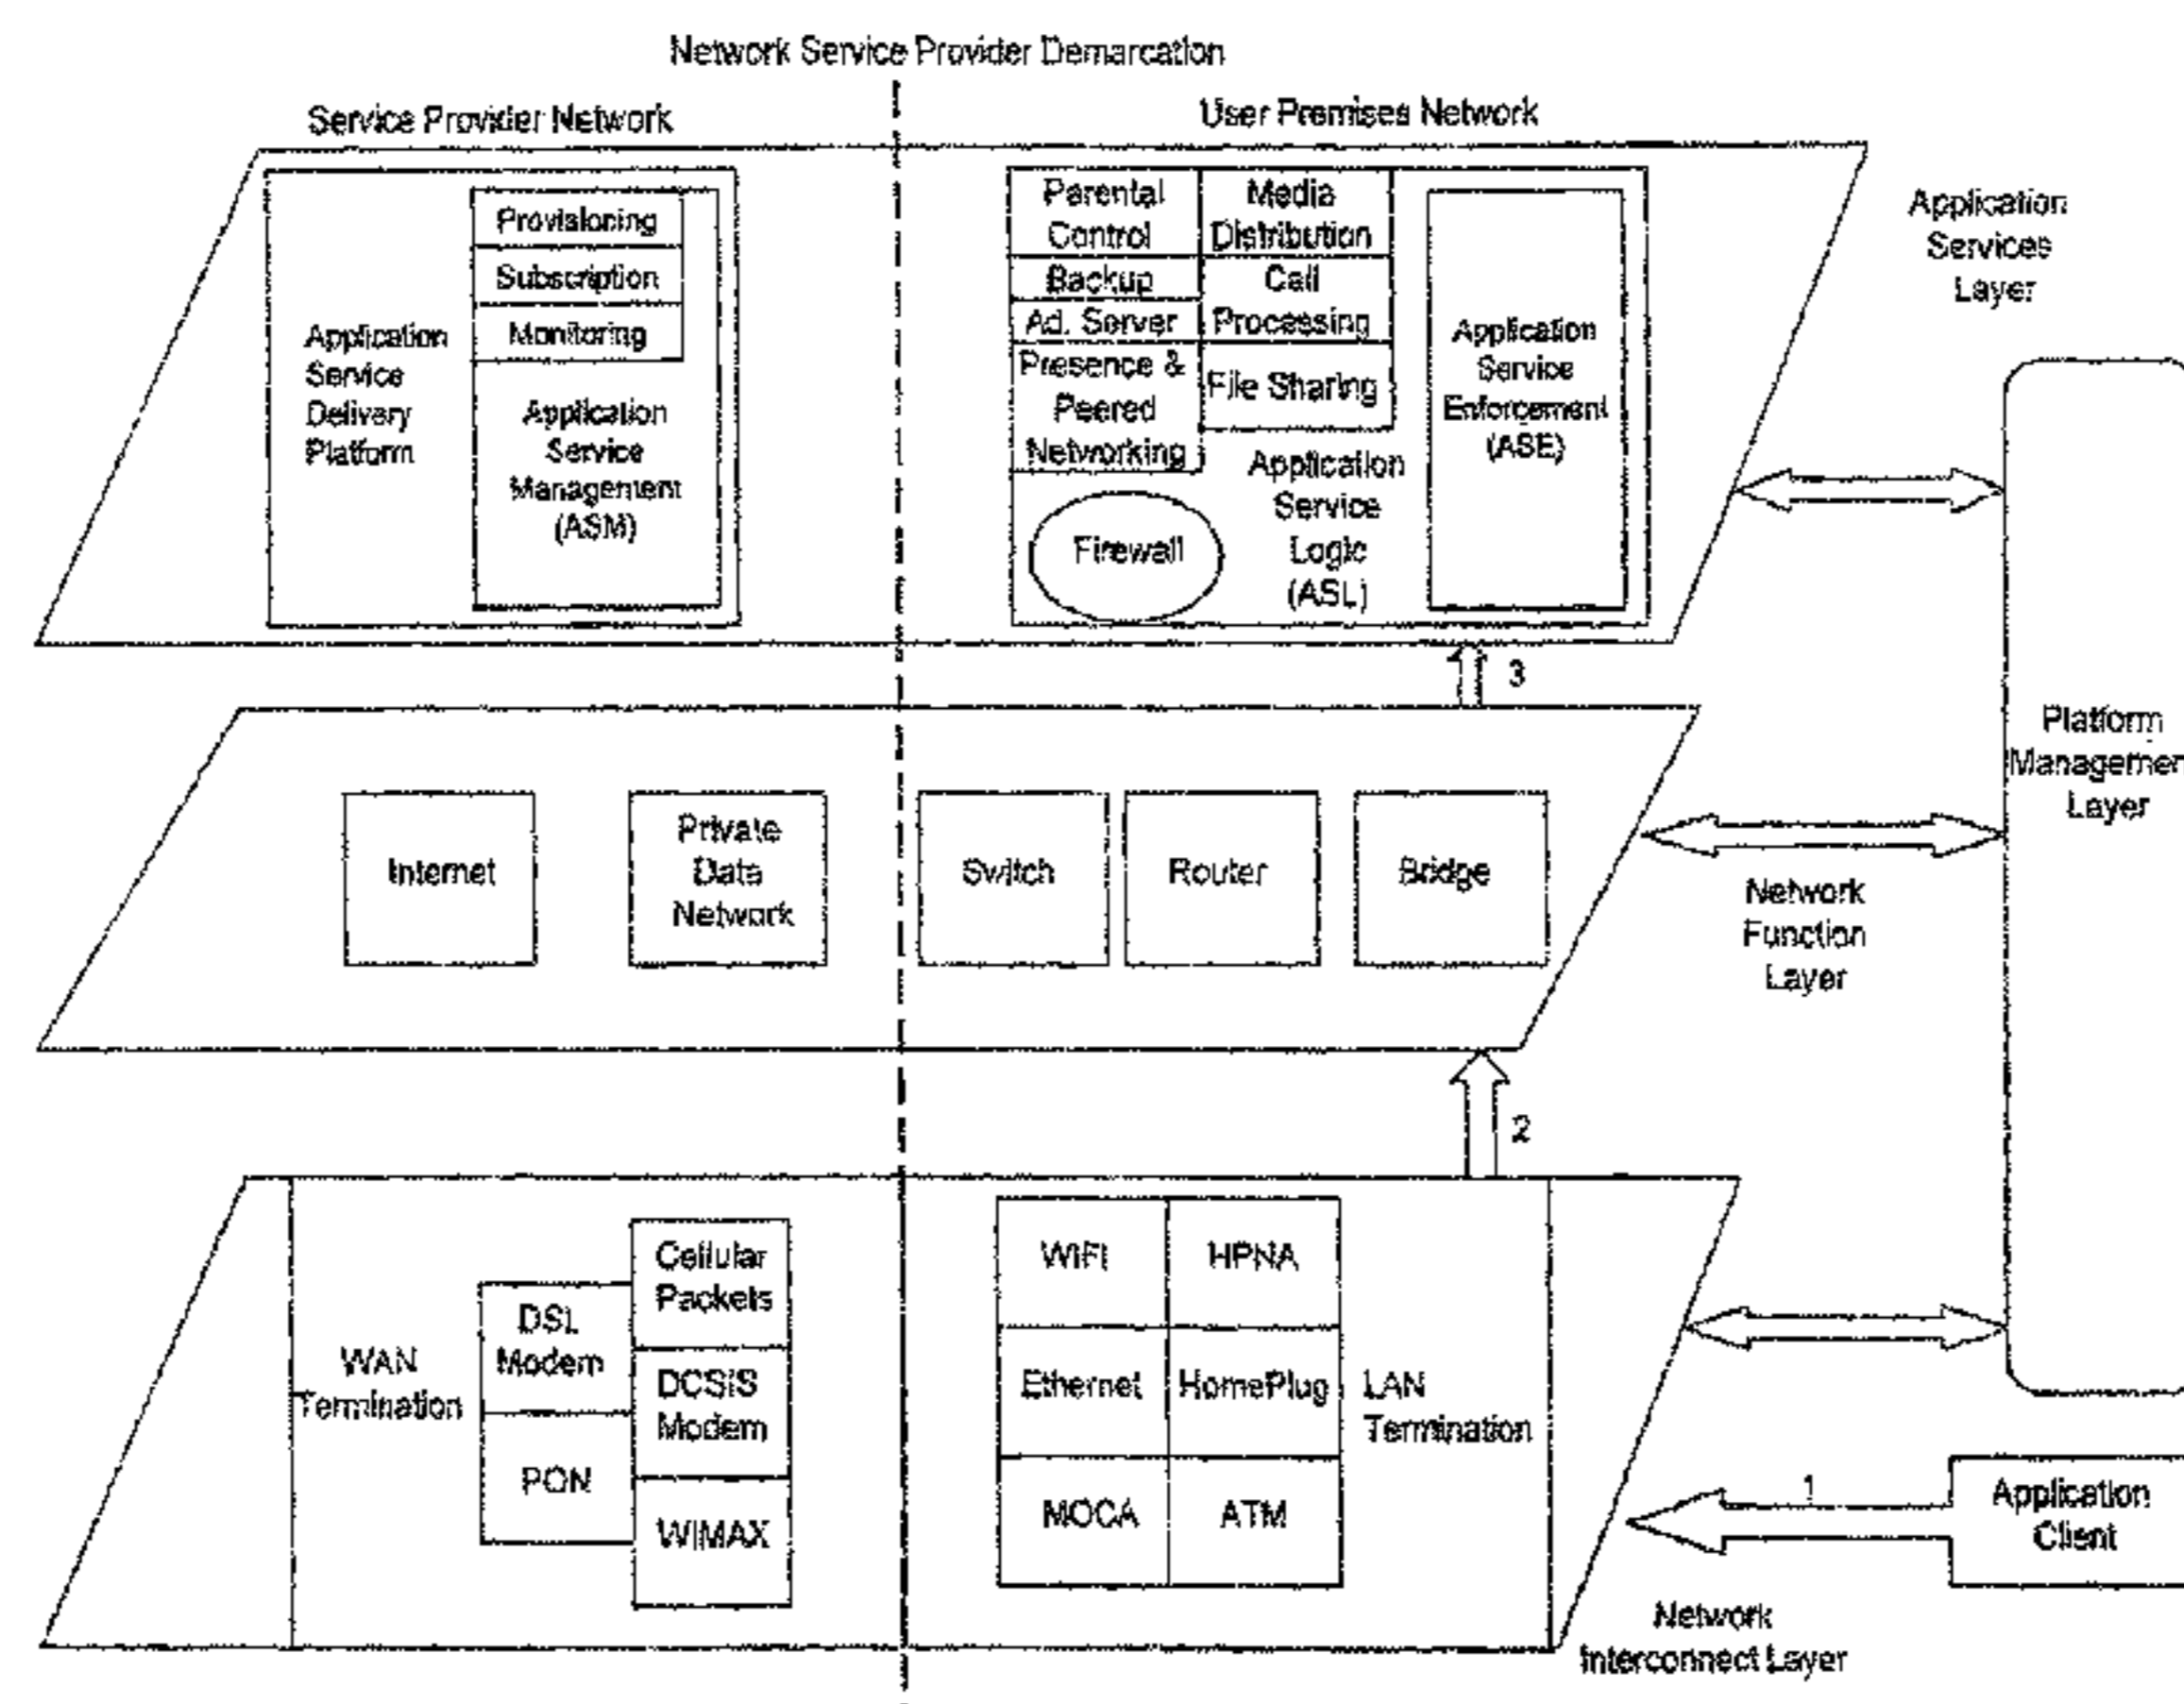 Network Service Provider Demarcation
Service Provider Network
User Premises Network
Application
Service
Delivery
Platform
Provisioning
Subscription
Monitoring
Application
Service
Management
(ASM)
Parental
Control
Media
Distribution
Backup
Call
Processing
Ad. Server
Presence &
Peered
Networking
File Sharing
Firewall
Application
Service
Logic
(ASL)
Application
Service
Enforcement
(ASE)
Application
Services
Layer
3
Internet
Private
Data
Network
Switch
Router
Bridge
Network
Function
Layer
Platform
Managemen
Layer
2
WAN
Termination
DSL
Modem
PON
Cellular
Packets
DCSIS
Modem
WIMAX
WIFI
HPNA
Ethernet
HomePlug
MOCA
ATM
LAN
Termination
1
Application
Client
Network
Interconnect Layer